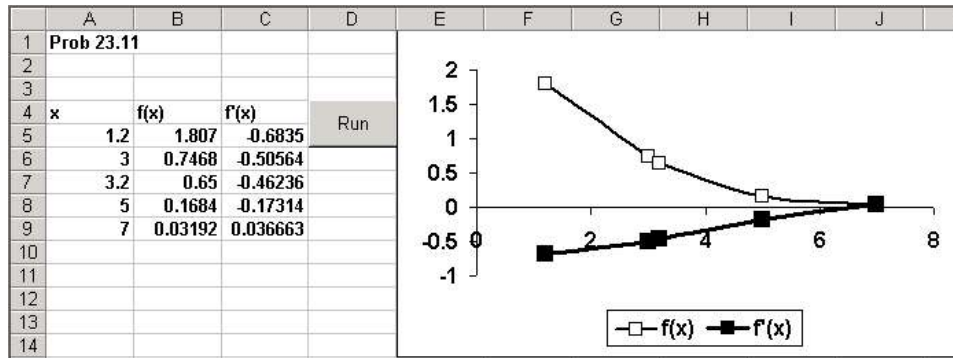 A B C D E F G H I J
1 Prob 23.11
2
3
4 x f(x) f'(x)
5 1.2 1.807 -0.6835
6 3 0.7468 -0.50564
7 3.2 0.65 -0.46236
8 5 0.1684 -0.17314
9 7 0.03192 0.036663
10
11
12
13
14
Run
2
1.5
1
0.5
0
-0.5
-1
0 2 4 6 8
f(x) f'(x)